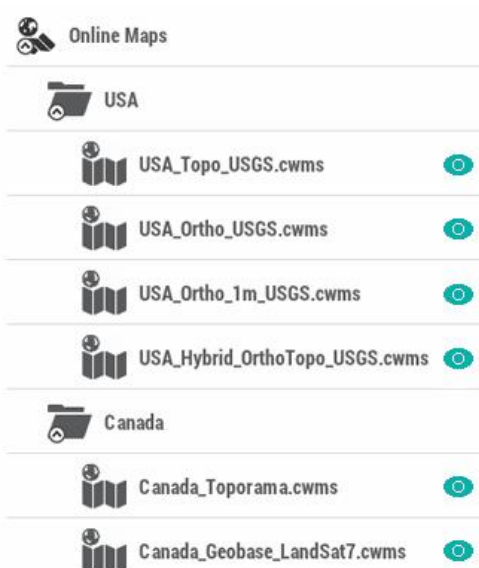 Online Maps
USA
USA_Topo_USGS.cwms
USA_Ortho_USGS.cwms
USA_Ortho_1m_USGS.cwms
USA_Hybrid_OrthoTopo_USGS.cwms
Canada
Canada_Toporama.cwms
Canada_Geobase_LandSat7.cwms